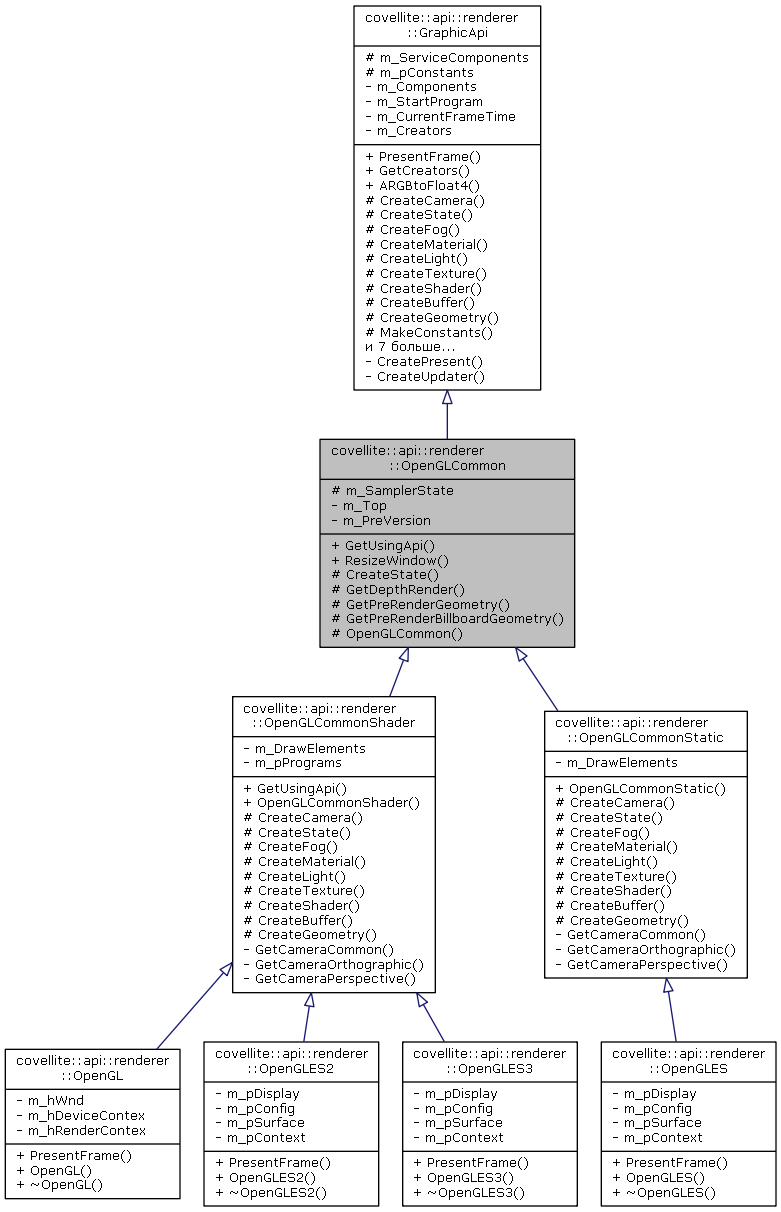 covellite::api::renderer
::GraphicApi
# m_ServiceComponents
# m_pConstants
- m_Components
- m_StartProgram
- m_CurrentFrameTime
- m_Creators
+ PresentFrame()
+ GetCreators()
+ ARGBtoFloat4()
# CreateCamera()
# CreateState()
# CreateFog()
# CreateMaterial()
# CreateLight()
# CreateTexture()
# CreateShader()
# CreateBuffer()
# CreateGeometry()
# MakeConstants()
и 7 больше...
- CreatePresent()
- CreateUpdater()
covellite::api::renderer
::OpenGLCommon
# m_SamplerState
- m_Top
- m_PreVersion
+ GetUsingApi()
+ ResizeWindow()
# CreateState()
# GetDepthRender()
# GetPreRenderGeometry()
# GetPreRenderBillboardGeometry()
# OpenGLCommon()
covellite::api::renderer
::OpenGLCommonShader
- m_DrawElements
- m_pPrograms
+ GetUsingApi()
+ OpenGLCommonShader()
# CreateCamera()
# CreateState()
# CreateFog()
# CreateMaterial()
# CreateLight()
# CreateTexture()
# CreateShader()
# CreateBuffer()
# CreateGeometry()
- GetCameraCommon()
- GetCameraOrthographic()
- GetCameraPerspective()
covellite::api::renderer
::OpenGLCommonStatic
- m_DrawElements
+ OpenGLCommonStatic()
# CreateCamera()
# CreateState()
# CreateFog()
# CreateMaterial()
# CreateLight()
# CreateTexture()
# CreateShader()
# CreateBuffer()
# CreateGeometry()
- GetCameraCommon()
- GetCameraOrthographic()
- GetCameraPerspective()
covellite::api::renderer
::OpenGL
- m_hWnd
- m_hDeviceContex
- m_hRenderContex
+ PresentFrame()
+ OpenGL()
+ ~OpenGL()
covellite::api::renderer
::OpenGLES2
- m_pDisplay
- m_pConfig
- m_pSurface
- m_pContext
+ PresentFrame()
+ OpenGLES2()
+ ~OpenGLES2()
covellite::api::renderer
::OpenGLES3
- m_pDisplay
- m_pConfig
- m_pSurface
- m_pContext
+ PresentFrame()
+ OpenGLES3()
+ ~OpenGLES3()
covellite::api::renderer
::OpenGLES
- m_pDisplay
- m_pConfig
- m_pSurface
- m_pContext
+ PresentFrame()
+ OpenGLES()
+ ~OpenGLES()